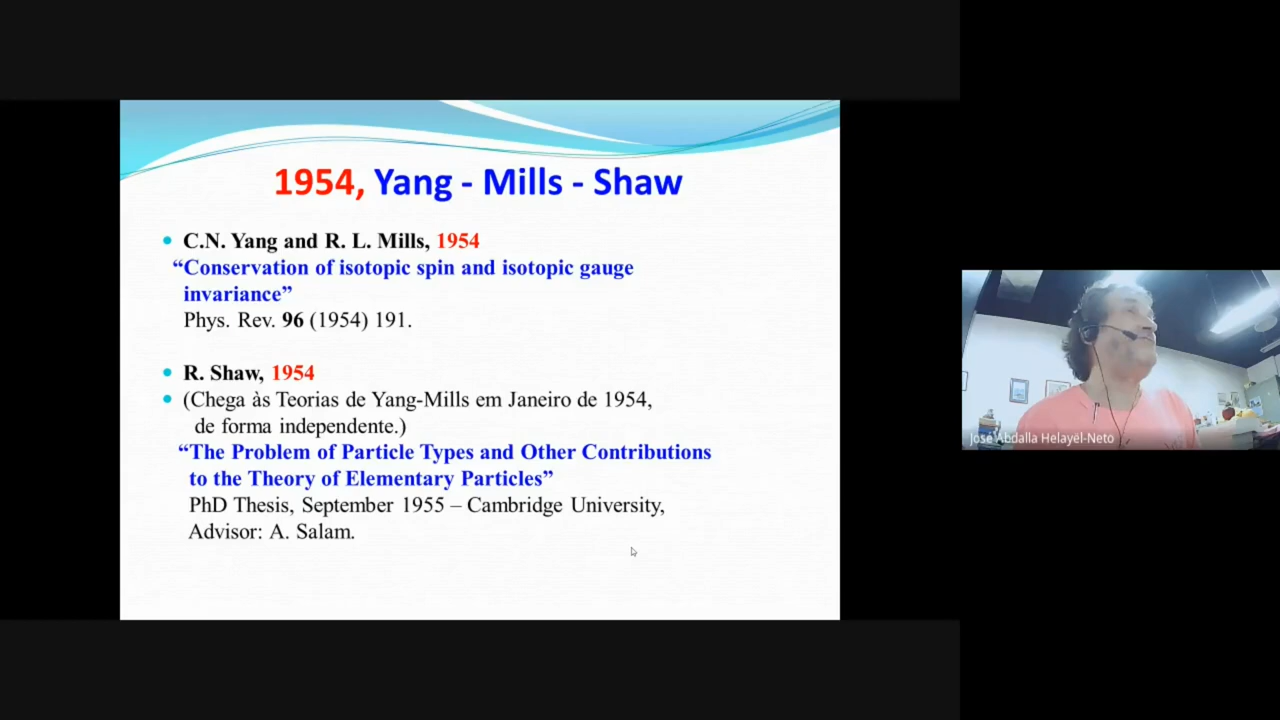 1954, Yang - Mills - Shaw
C.N. Yang and R. L. Mills, 1954
“Conservation of isotopic spin and isotopic gauge
invariance”
Phys. Rev. 96 (1954) 191.
R. Shaw, 1954
(Chega às Teorias de Yang-Mills em Janeiro de 1954,
de forma independente.)
“The Problem of Particle Types and Other Contributions
to the Theory of Elementary Particles”
PhD Thesis, September 1955 – Cambridge University,
Advisor: A. Salam.
José Abdalla Helayël-Neto